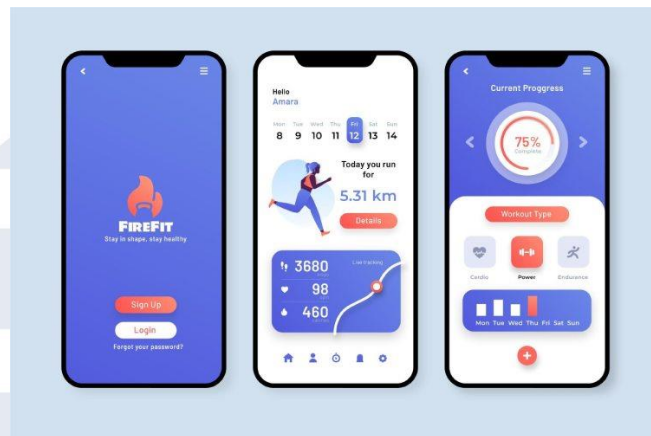 FIREFIT
Stay in shape, stay healthy
Sign Up
Login
Forgot your password?
Hello
Amara
Mon Tue Wed Thu Fri Sat Sun
8 9 10 11 12 13 14
Today you run
for
5.31 km
Details
3680
Live tracking
98
460
Current Proggress
75%
Complete
Workout Type
Cardio Power Endurance
Mon Tue Wed Thu Fri Sat Sun